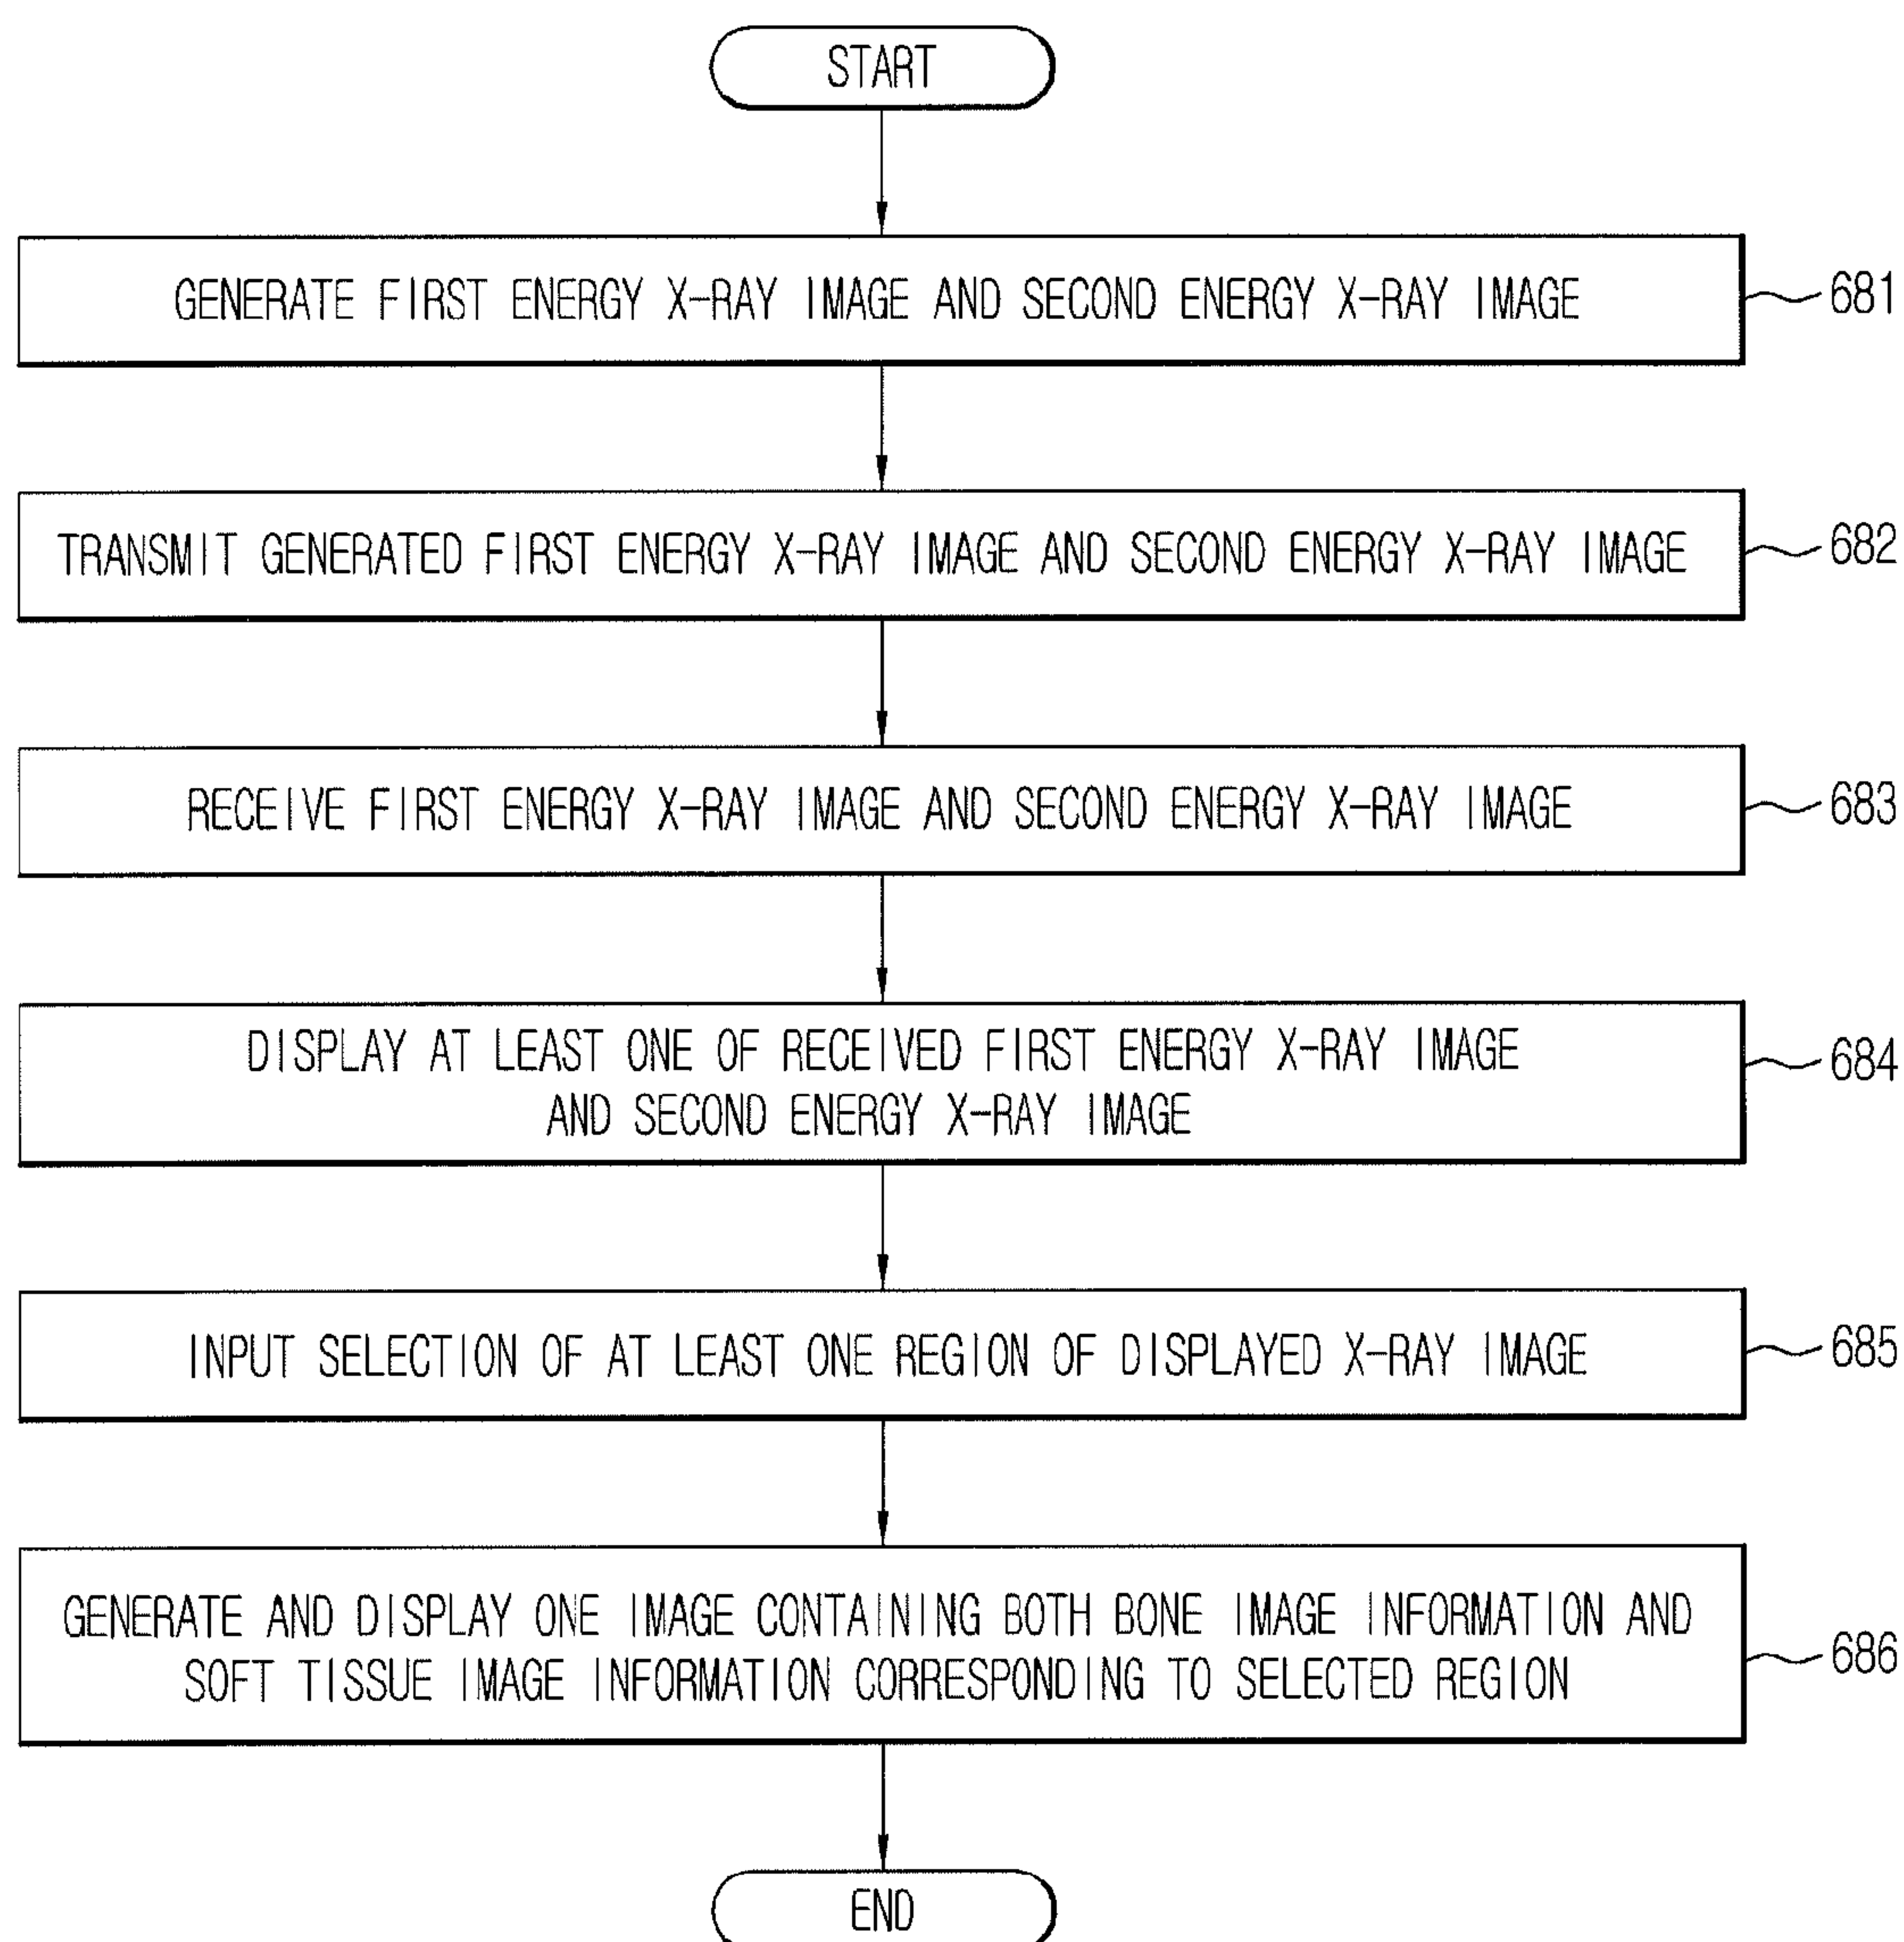 START
GENERATE FIRST ENERGY X-RAY IMAGE AND SECOND ENERGY X-RAY IMAGE
681
TRANSMIT GENERATED FIRST ENERGY X-RAY IMAGE AND SECOND ENERGY X-RAY IMAGE
682
RECEIVE FIRST ENERGY X-RAY IMAGE AND SECOND ENERGY X-RAY IMAGE
683
DISPLAY AT LEAST ONE OF RECEIVED FIRST ENERGY X-RAY IMAGE
AND SECOND ENERGY X-RAY IMAGE
684
INPUT SELECTION OF AT LEAST ONE REGION OF DISPLAYED X-RAY IMAGE
685
GENERATE AND DISPLAY ONE IMAGE CONTAINING BOTH BONE IMAGE INFORMATION AND
SOFT TISSUE IMAGE INFORMATION CORRESPONDING TO SELECTED REGION
686
END